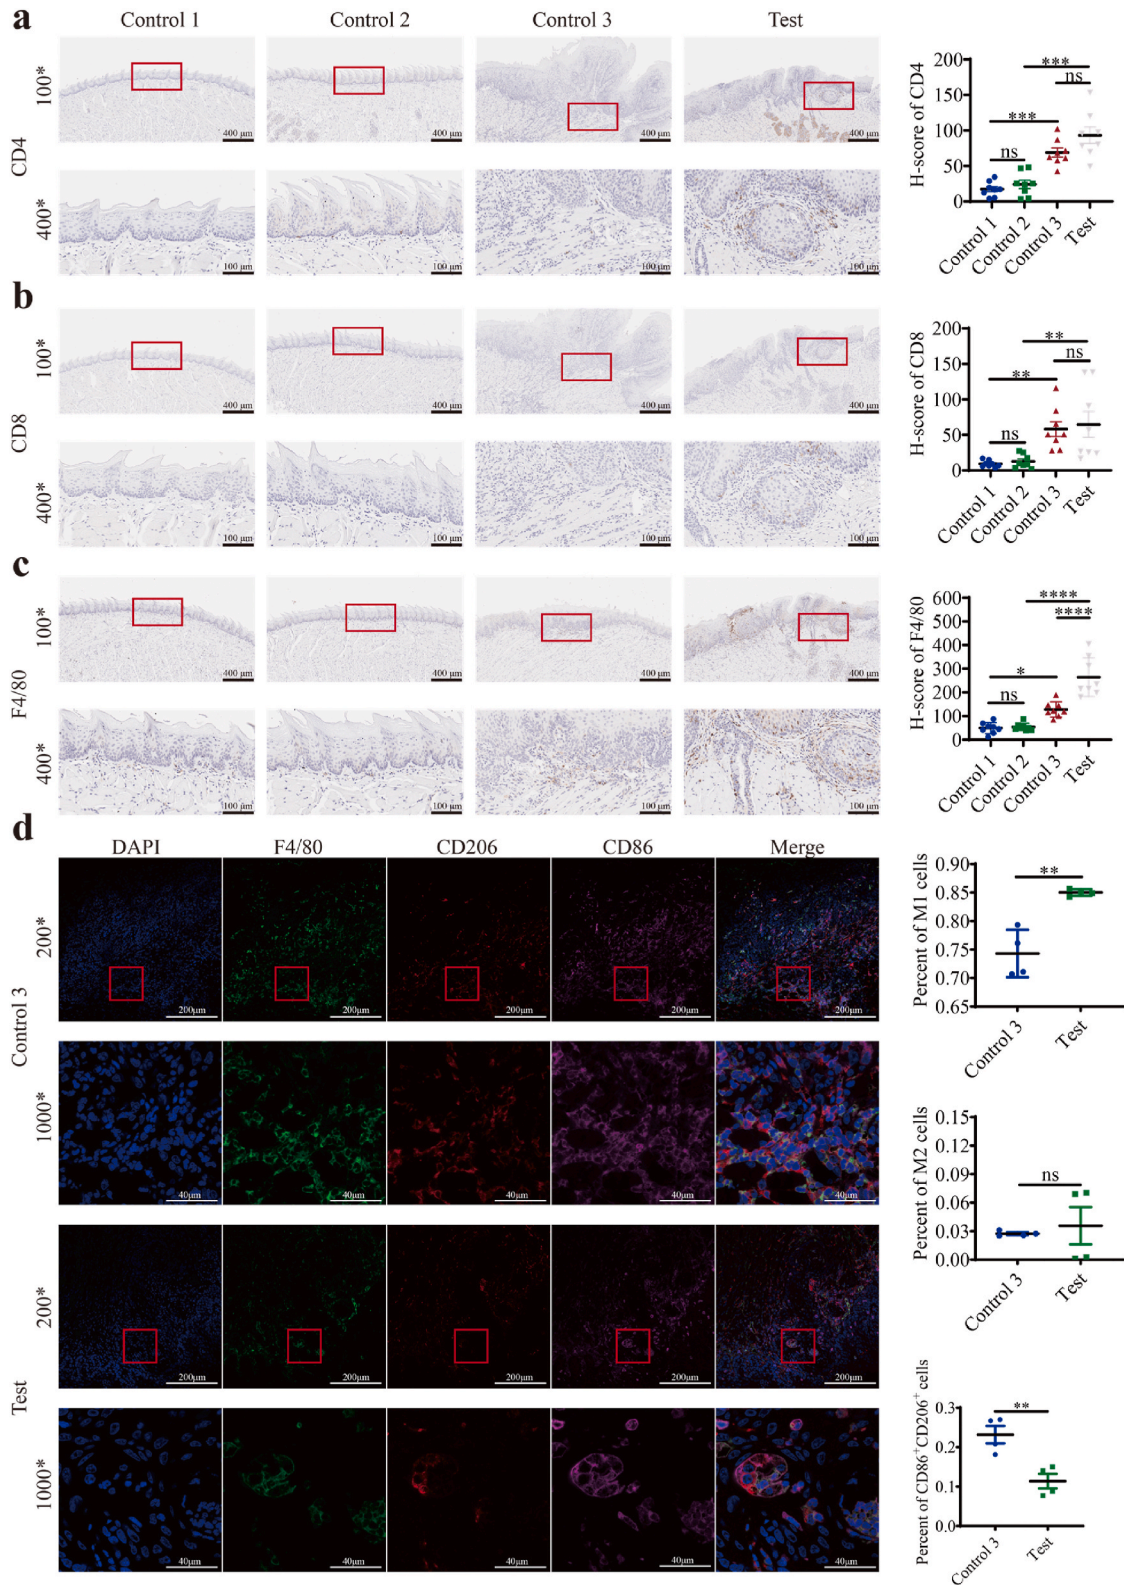 a
Control 1 Control 2 Control 3 Test
CD4
100*
400 μm 400 μm 400 μm 400 μm
400*
100 μm 100 μm 100 μm 100 μm
H-score of CD4
200
150
100
50
0
***
ns
***
ns
Control 1 Control 2 Control 3 Test
b
CD8
100*
400 μm 400 μm 400 μm 400 μm
400*
100 μm 100 μm 100 μm 100 μm
H-score of CD8
200
150
100
50
0
**
ns
**
ns
Control 1 Control 2 Control 3 Test
c
F4/80
100*
400 μm 400 μm 400 μm 400 μm
400*
100 μm 100 μm 100 μm 100 μm
H-score of F4/80
600
500
400
300
200
100
0
****
****
*
ns
Control 1 Control 2 Control 3 Test
d
DAPI F4/80 CD206 CD86 Merge
Control 3
200*
200μm 200μm 200μm 200μm 200μm
1000*
40μm 40μm 40μm 40μm 40μm
Test
200*
200μm 200μm 200μm 200μm 200μm
1000*
40μm 40μm 40μm 40μm 40μm
Percent of M1 cells
0.90
0.85
0.80
0.75
0.70
0.65
**
Control 3 Test
Percent of M2 cells
0.15
0.12
0.09
0.06
0.03
0.00
ns
Control 3 Test
Percent of CD86⁺CD206⁺ cells
0.3
0.2
0.1
0.0
**
Control 3 Test